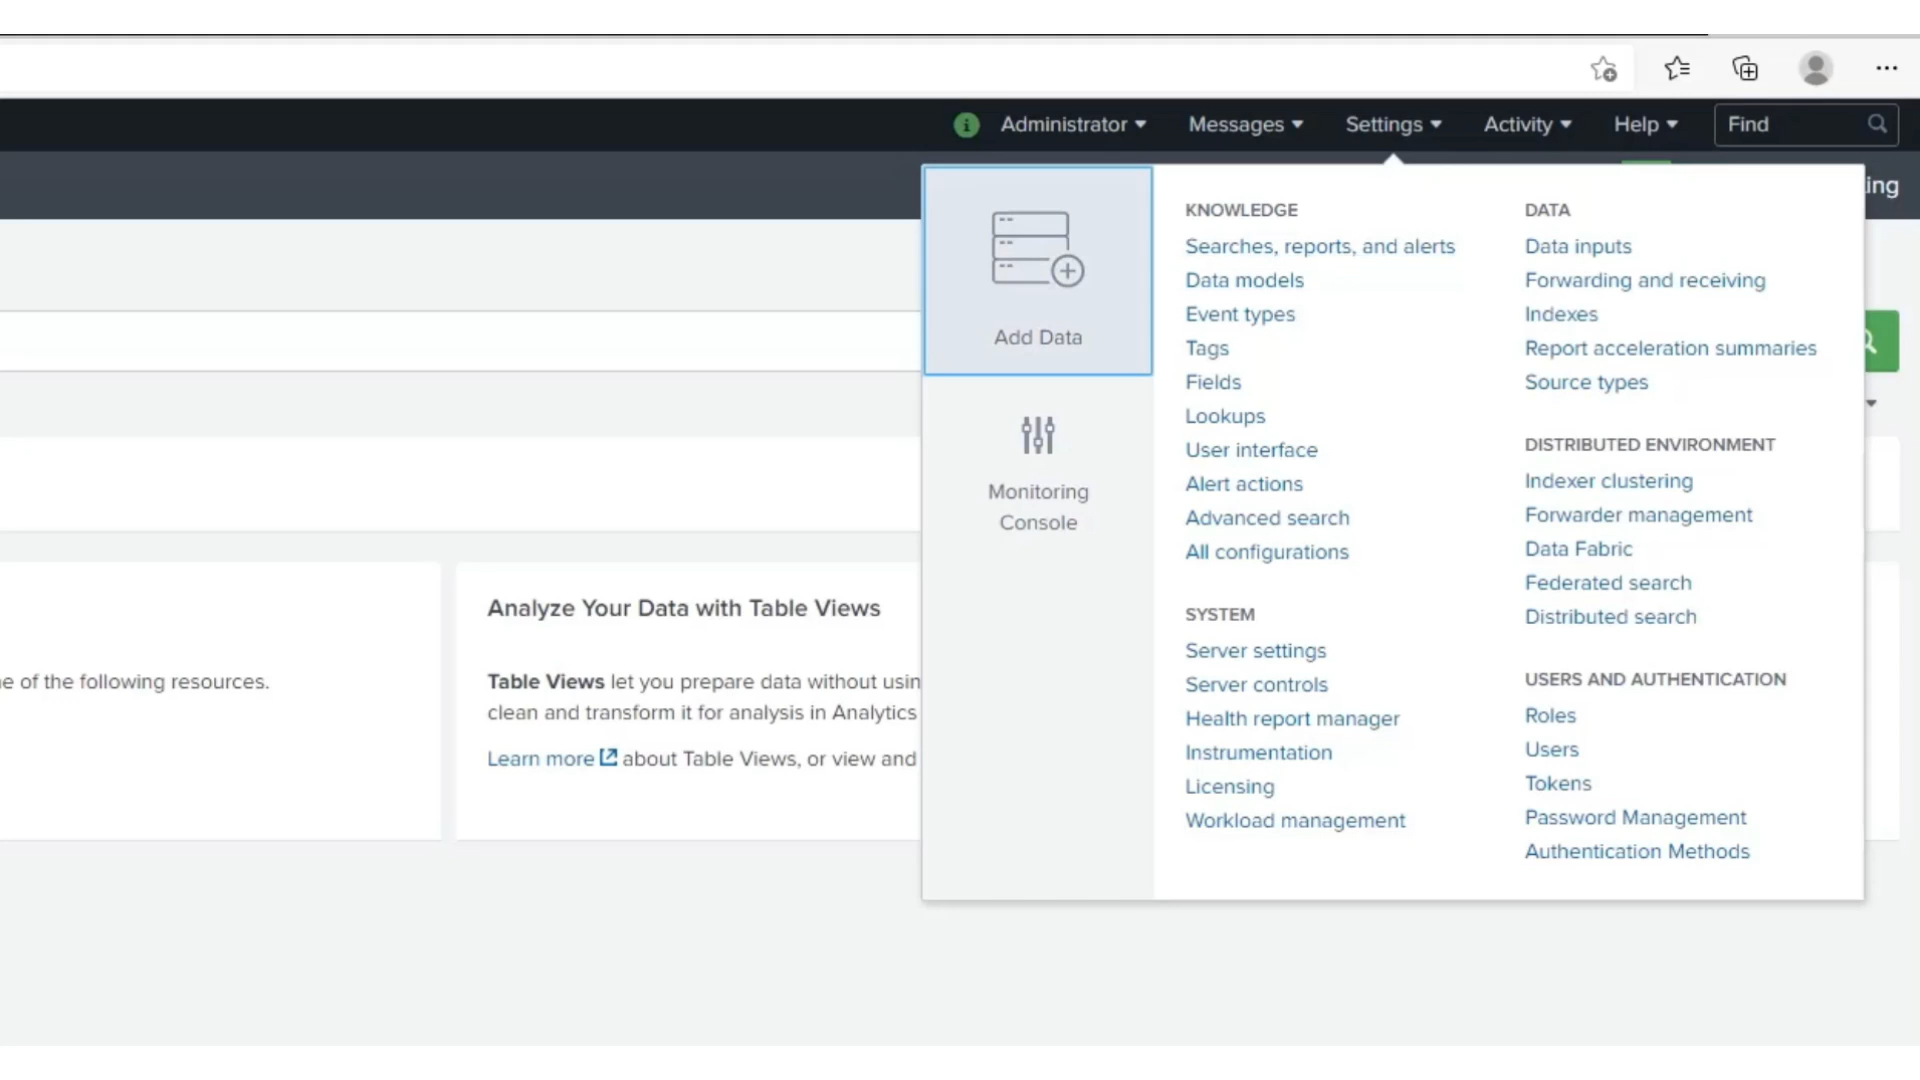 Administrator
Messages
Settings
Activity
Help
Find
ing
Add Data
Monitoring
Console
KNOWLEDGE
Searches, reports, and alerts
Data models
Event types
Tags
Fields
Lookups
User interface
Alert actions
Advanced search
All configurations
SYSTEM
Server settings
Server controls
Health report manager
Instrumentation
Licensing
Workload management
DATA
Data inputs
Forwarding and receiving
Indexes
Report acceleration summaries
Source types
DISTRIBUTED ENVIRONMENT
Indexer clustering
Forwarder management
Data Fabric
Federated search
Distributed search
USERS AND AUTHENTICATION
Roles
Users
Tokens
Password Management
Authentication Methods
e of the following resources.
Analyze Your Data with Table Views
Table Views let you prepare data without usin
clean and transform it for analysis in Analytics
Learn more about Table Views, or view and